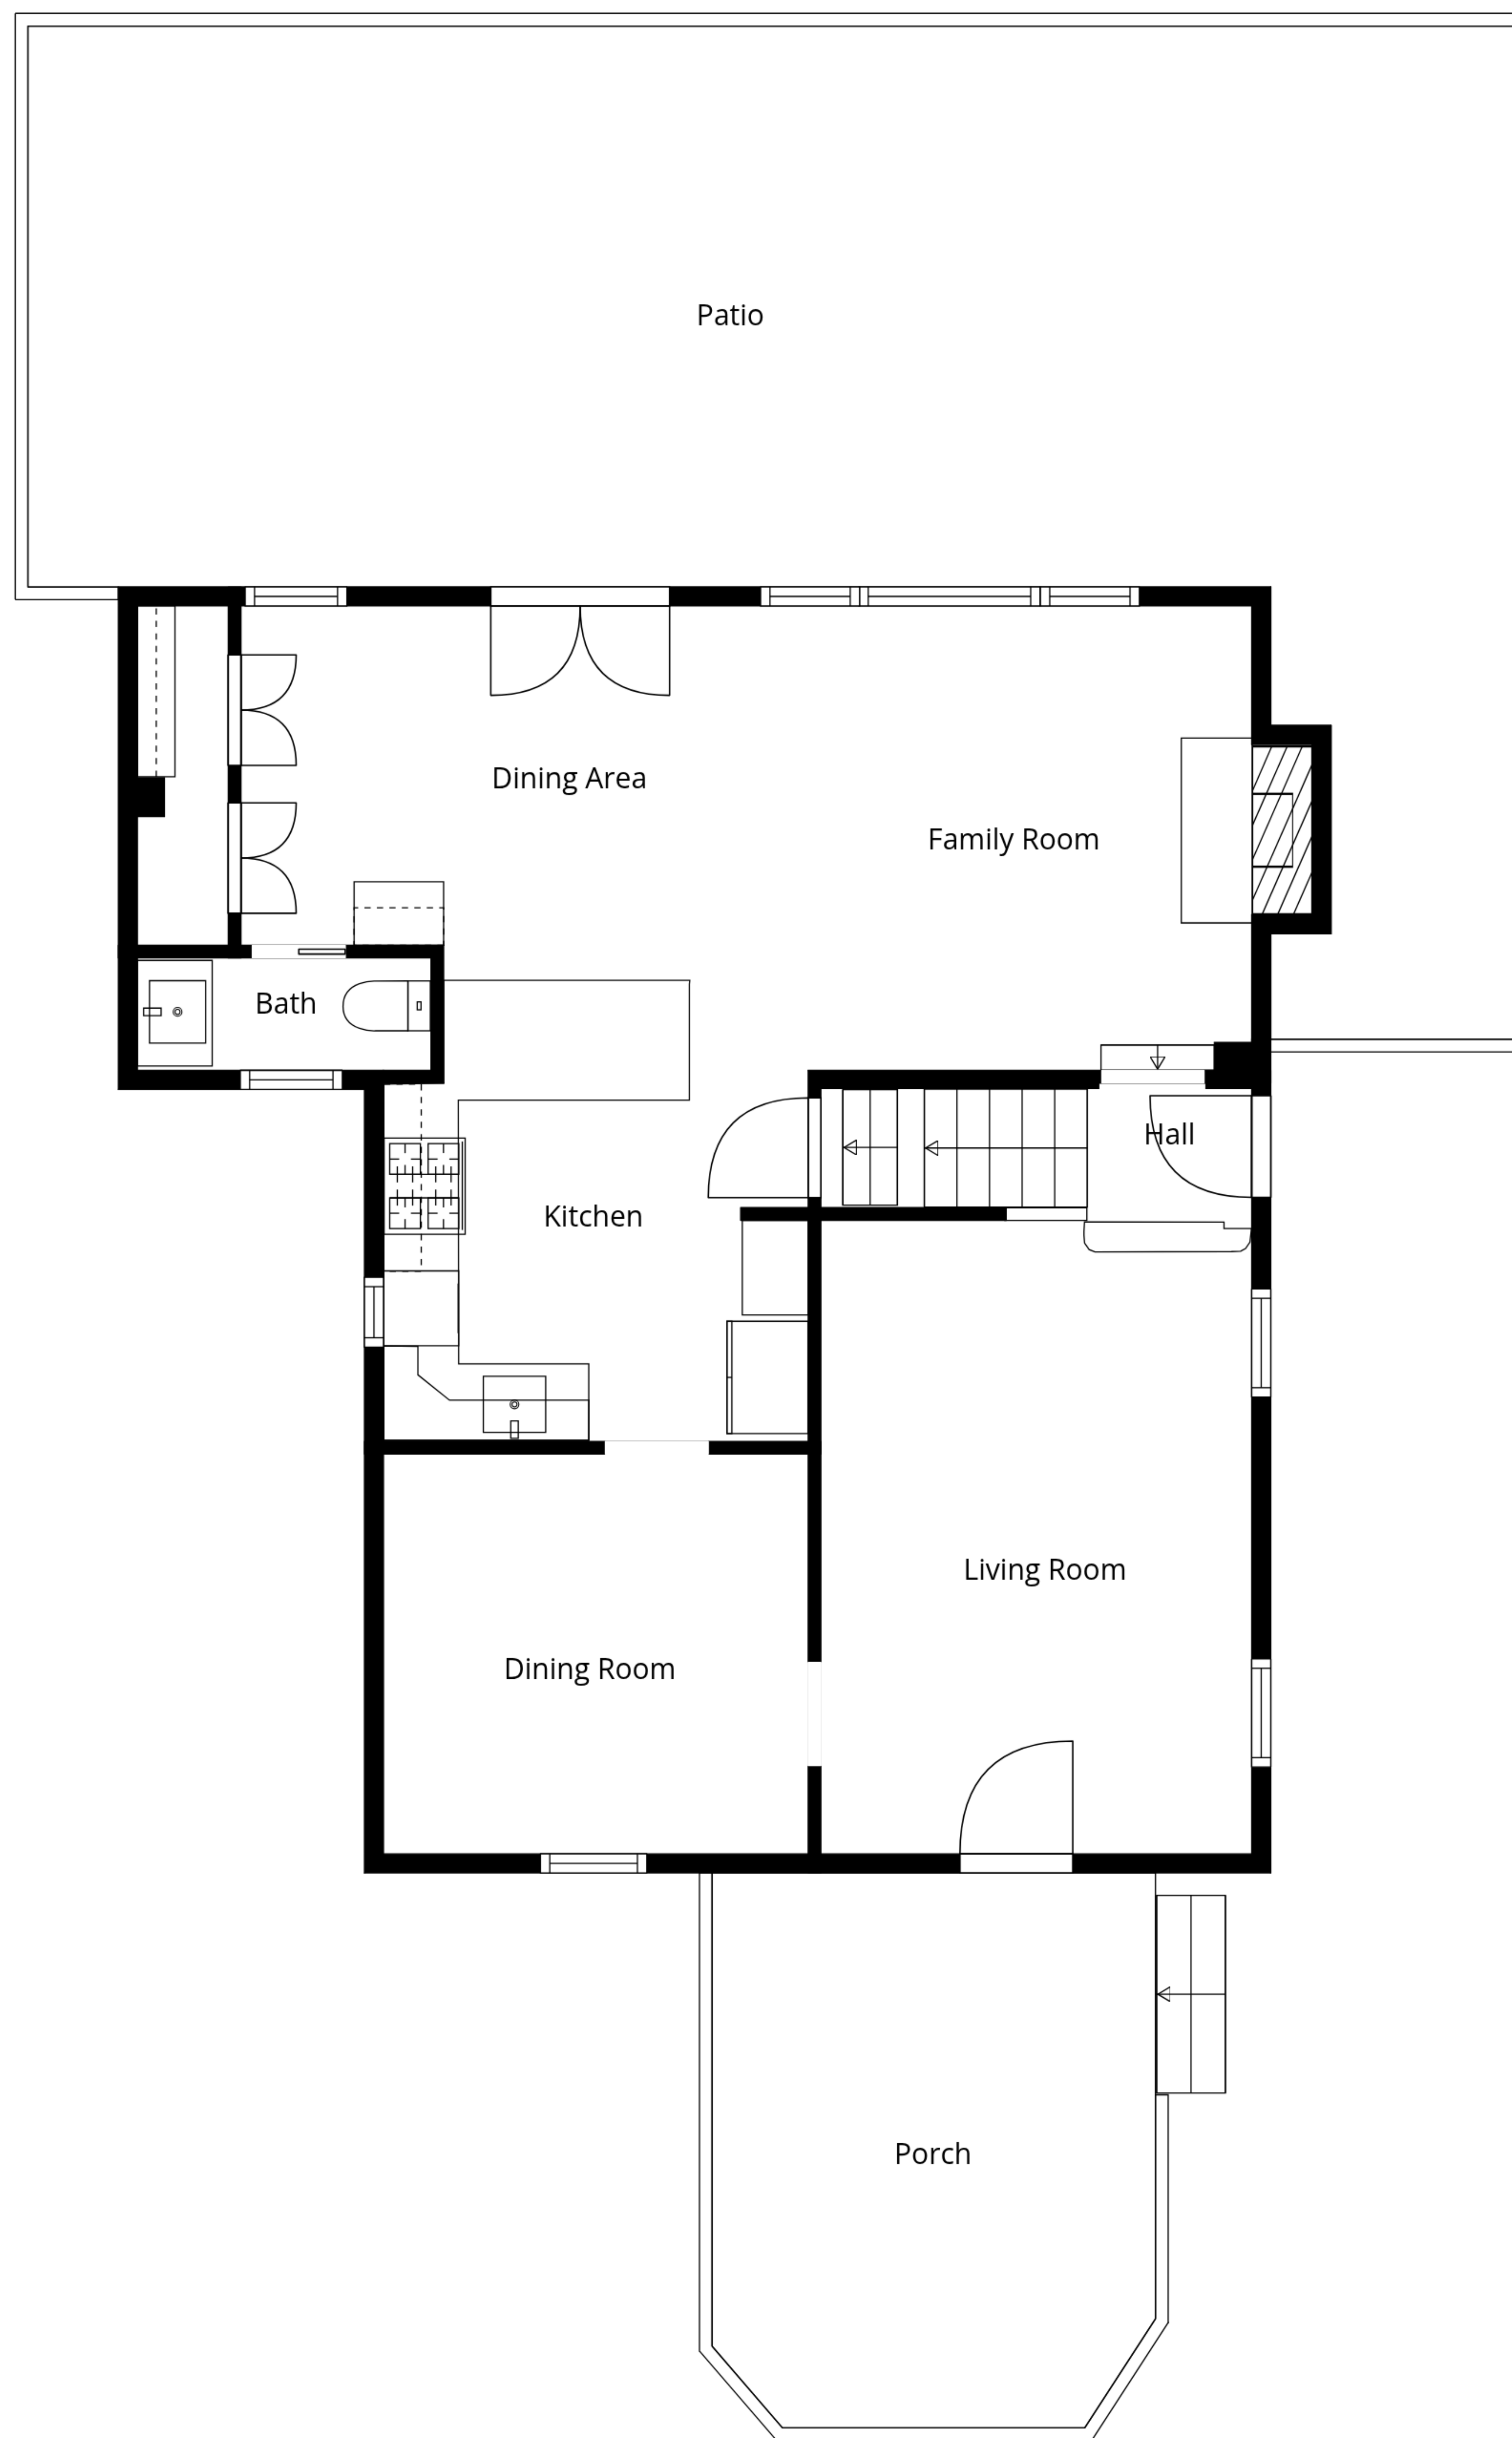 Patio
Dining Area
Family Room
Bath
Hall
Kitchen
Living Room
Dining Room
Porch